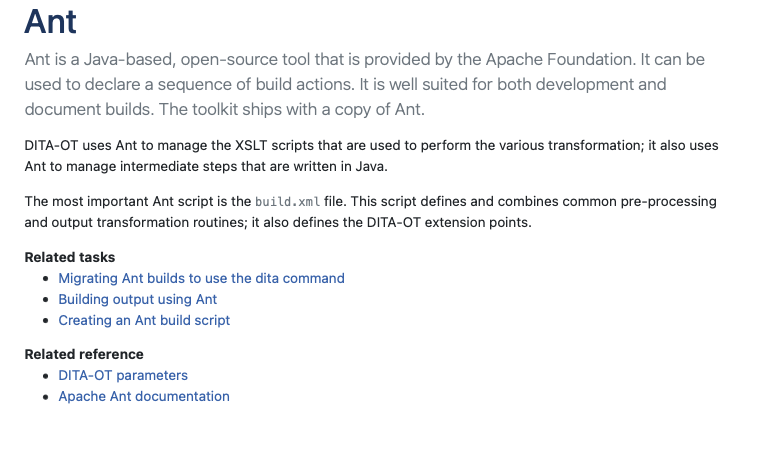 Ant
Ant is a Java-based, open-source tool that is provided by the Apache Foundation. It can be
used to declare a sequence of build actions. It is well suited for both development and
document builds. The toolkit ships with a copy of Ant.
DITA-OT uses Ant to manage the XSLT scripts that are used to perform the various transformation; it also uses
Ant to manage intermediate steps that are written in Java.
The most important Ant script is the build.xml file. This script defines and combines common pre-processing
and output transformation routines; it also defines the DITA-OT extension points.
Related tasks
Migrating Ant builds to use the dita command
Building output using Ant
Creating an Ant build script
Related reference
DITA-OT parameters
Apache Ant documentation